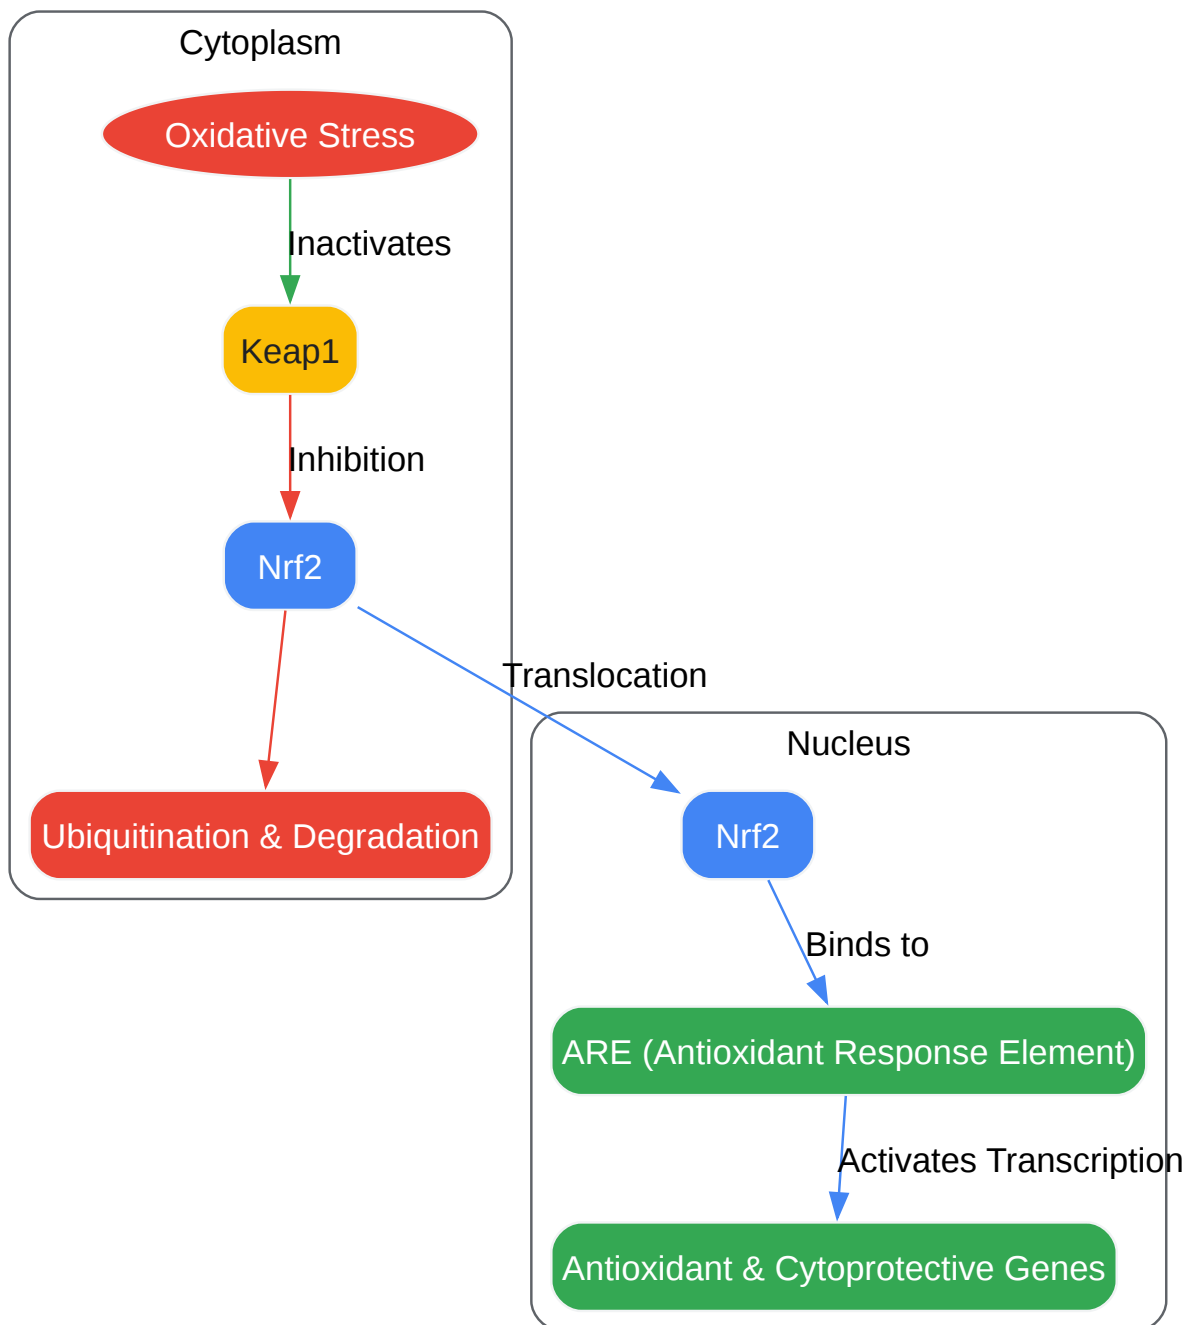 Cytoplasm
Oxidative Stress
Inactivates
Keap1
Inhibition
Nrf2
Translocation
Ubiquitination & Degradation
Nucleus
Nrf2
Binds to
ARE (Antioxidant Response Element)
Activates Transcription
Antioxidant & Cytoprotective Genes